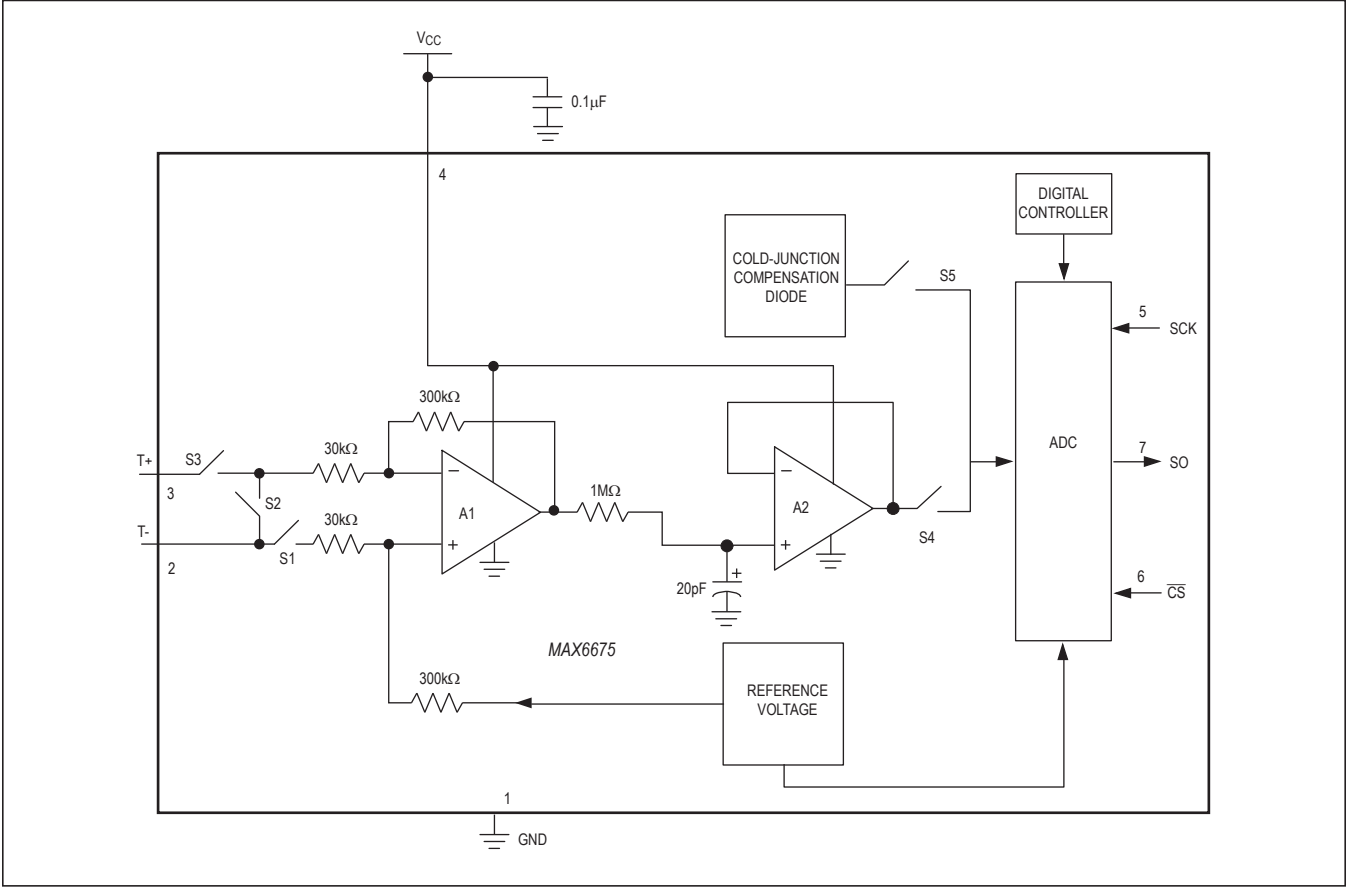 VCC
0.1µF
4
DIGITAL
CONTROLLER
COLD-JUNCTION
COMPENSATION
DIODE
S5
5
SCK
300kΩ
ADC
T+
S3
30kΩ
3
7
SO
S2
1MΩ
A1
A2
T-
S1
30kΩ
2
S4
20pF
6
CS
MAX6675
300kΩ
REFERENCE
VOLTAGE
1
GND